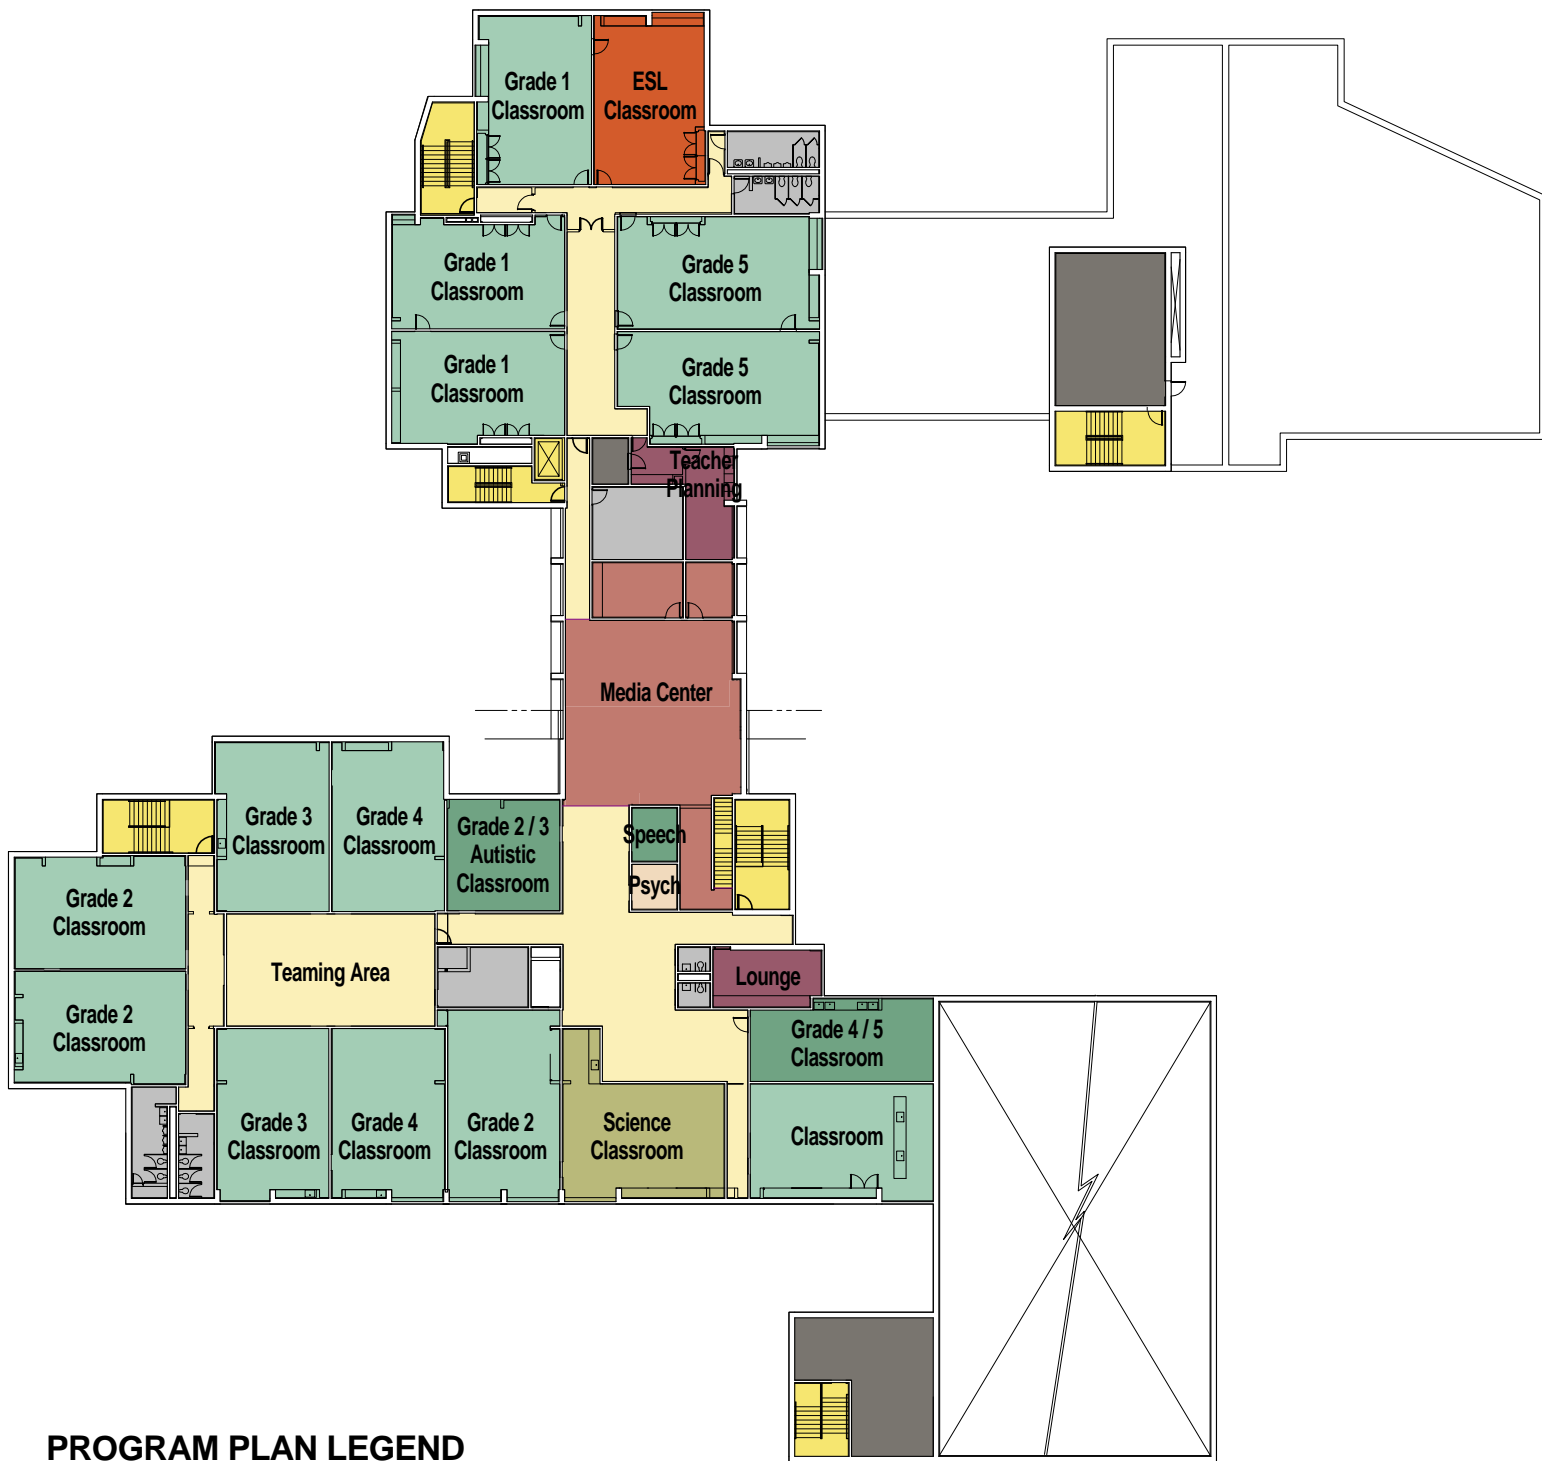 Grade 1
Classroom
ESL
Classroom
Grade 1
Classroom
Grade 5
Classroom
Grade 1
Classroom
Grade 5
Classroom
Teacher
Planning
Media Center
Grade 3
Classroom
Grade 4
Classroom
Grade 2 / 3
Autistic
Classroom
Speech
Psych
Grade 2
Classroom
Teaming Area
Lounge
Grade 2
Classroom
Grade 4 / 5
Classroom
Grade 3
Classroom
Grade 4
Classroom
Grade 2
Classroom
Science
Classroom
Classroom
PROGRAM PLAN LEGEND